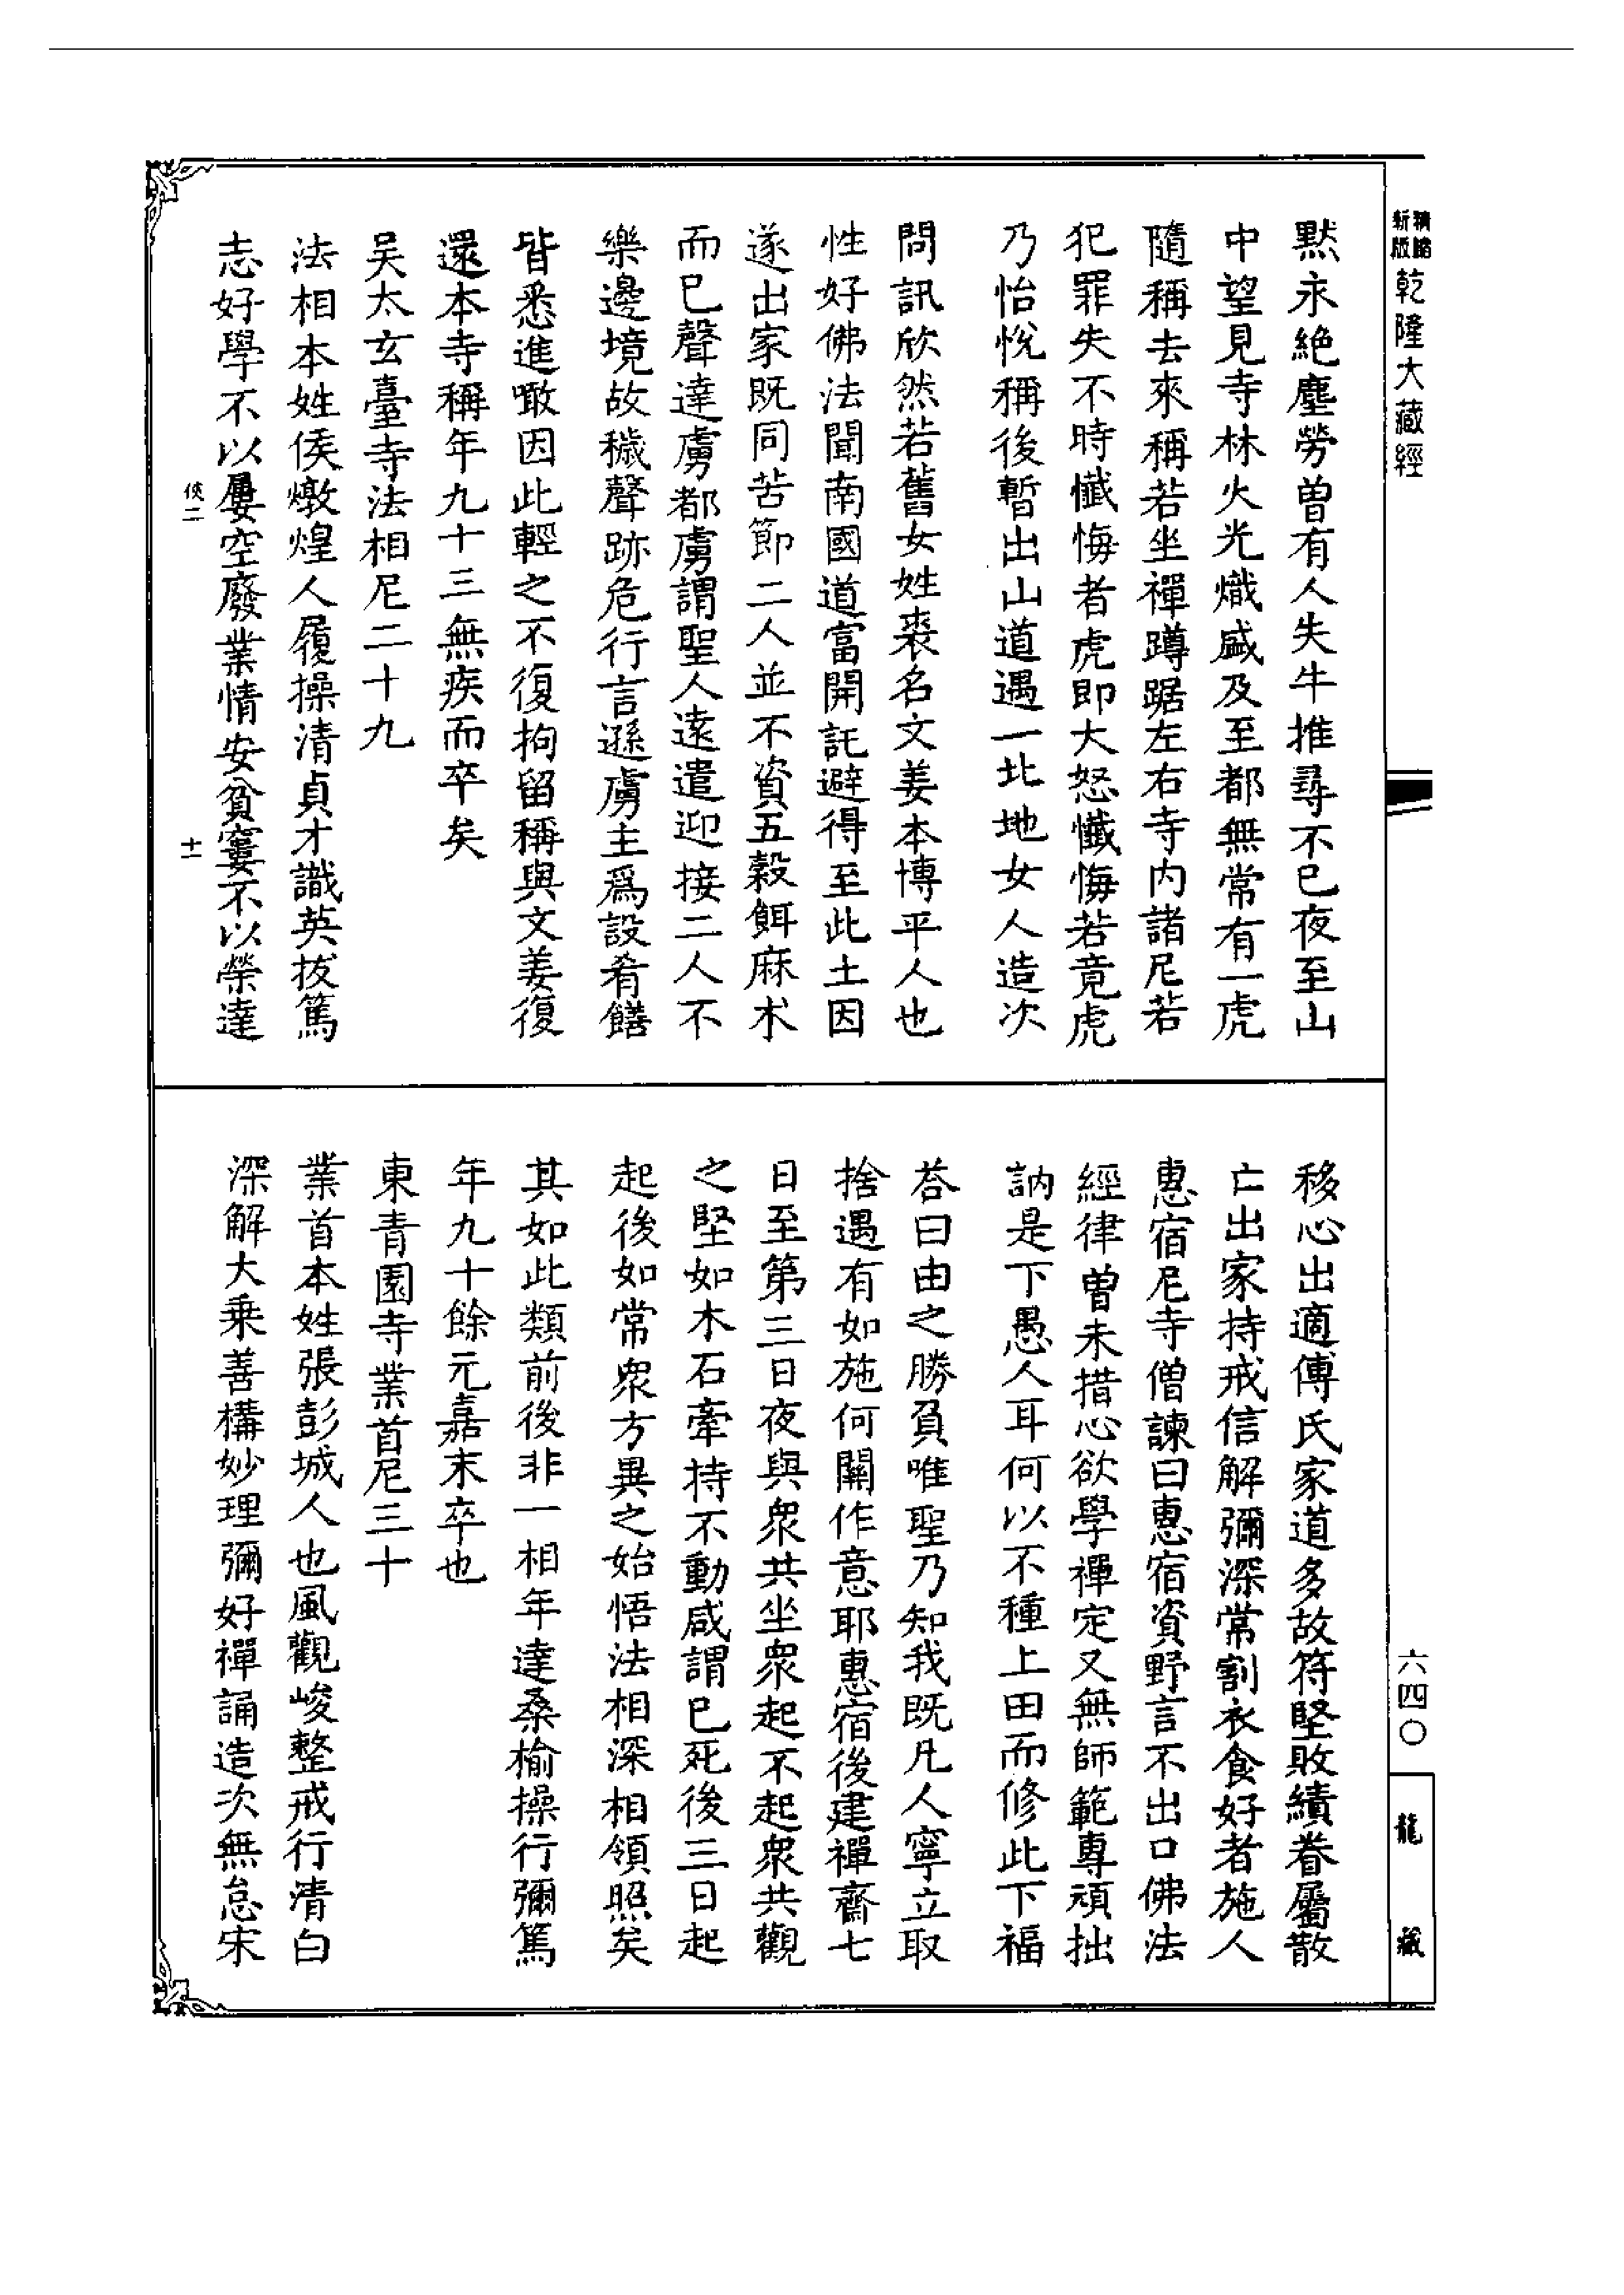 精縮
新版
乾隆大藏經
默永絕塵勞曾有人失牛推尋不已夜至山
中望見寺林火光熾盛及至都無常有一虎
隨稱去來稱若坐禪蹲踞左右寺内諸尼若
犯罪失不時懺悔者虎即大怒懺悔若竟虎
乃怡悅稱後暫出山道遇一北地女人造次
問訊欣然若舊女姓裘名文姜本博平人也
性好佛法聞南國道富開託避得至此土因
遂出家既同苦節二人並不資五穀餌麻术
而已聲達虜都虜謂聖人遠遣迎接二人不
樂邊境故穢聲跡危行言遜虜主爲設肴饍
皆悉進噉因此輕之不復拘留稱與文姜復
還本寺稱年九十三無疾而卒矣
吳太玄臺寺法相尼二十九
法相本姓侯燉煌人履操清貞才識英拔篤
志好學不以屢空廢業情安貧窶不以榮達
俠二
十一
移心出適傅氏家道多故符堅敗績眷屬散
亡出家持戒信解彌深常割衣食好者施人
惠宿尼寺僧諫曰惠宿資野言不出口佛法
經律曾未措心欲學禪定又無師範專頑拙
訥是下愚人耳何以不種上田而修此下福
荅曰由之勝負唯聖乃知我既凡人寧立取
捨遇有如施何關作意耶惠宿後建禪齋七
日至第三日夜與衆共坐衆起不起衆共觀
之堅如木石牽持不動咸謂已死後三日起
起後如常衆方異之始悟法相深相領照矣
其如此類前後非一相年達桑榆操行彌篤
年九十餘元嘉末卒也
東青園寺業首尼三十
業首本姓張彭城人也風觀峻整戒行清白
深解大乗善構妙理彌好禪誦造次無怠宋
六四〇
龍藏